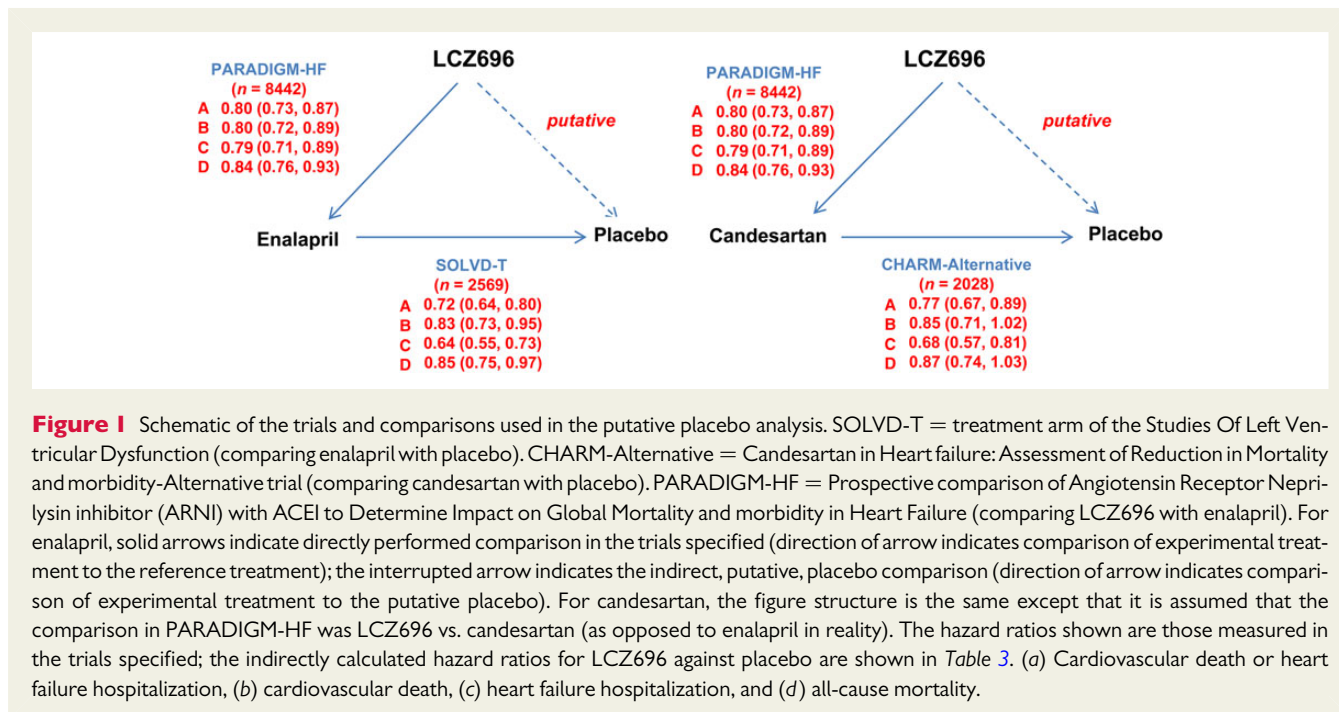 LCZ696
PARADIGM-HF
(n = 8442)
A 0.80 (0.73, 0.87)
B 0.80 (0.72, 0.89)
C 0.79 (0.71, 0.89)
D 0.84 (0.76, 0.93)
putative
Enalapril
Placebo
SOLVD-T
(n = 2569)
A 0.72 (0.64, 0.80)
B 0.83 (0.73, 0.95)
C 0.64 (0.55, 0.73)
D 0.85 (0.75, 0.97)
LCZ696
PARADIGM-HF
(n = 8442)
A 0.80 (0.73, 0.87)
B 0.80 (0.72, 0.89)
C 0.79 (0.71, 0.89)
D 0.84 (0.76, 0.93)
putative
Candesartan
Placebo
CHARM-Alternative
(n = 2028)
A 0.77 (0.67, 0.89)
B 0.85 (0.71, 1.02)
C 0.68 (0.57, 0.81)
D 0.87 (0.74, 1.03)
Figure 1 Schematic of the trials and comparisons used in the putative placebo analysis. SOLVD-T = treatment arm of the Studies Of Left Ven-
tricular Dysfunction (comparing enalapril with placebo). CHARM-Alternative = Candesartan in Heart failure: Assessment of Reduction in Mortality
and morbidity-Alternative trial (comparing candesartan with placebo). PARADIGM-HF = Prospective comparison of Angiotensin Receptor Nepri-
lysin inhibitor (ARNI) with ACEI to Determine Impact on Global Mortality and morbidity in Heart Failure (comparing LCZ696 with enalapril). For
enalapril, solid arrows indicate directly performed comparison in the trials specified (direction of arrow indicates comparison of experimental treat-
ment to the reference treatment); the interrupted arrow indicates the indirect, putative, placebo comparison (direction of arrow indicates compari-
son of experimental treatment to the putative placebo). For candesartan, the figure structure is the same except that it is assumed that the
comparison in PARADIGM-HF was LCZ696 vs. candesartan (as opposed to enalapril in reality). The hazard ratios shown are those measured in
the trials specified; the indirectly calculated hazard ratios for LCZ696 against placebo are shown in Table 3. (a) Cardiovascular death or heart
failure hospitalization, (b) cardiovascular death, (c) heart failure hospitalization, and (d) all-cause mortality.